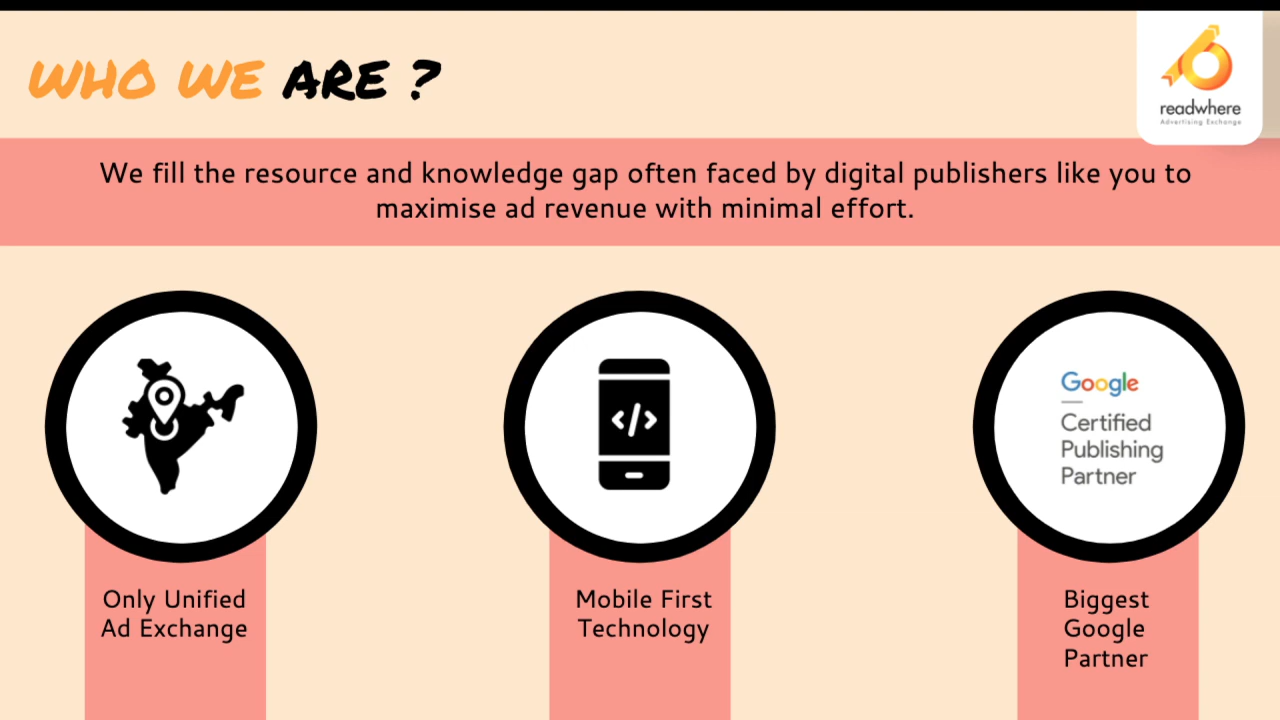 WHO WE ARE ?
readwhere
Advertising Exchange
We fill the resource and knowledge gap often faced by digital publishers like you to
maximise ad revenue with minimal effort.
</>
Google
Certified
Publishing
Partner
Only Unified
Ad Exchange
Mobile First
Technology
Biggest
Google
Partner